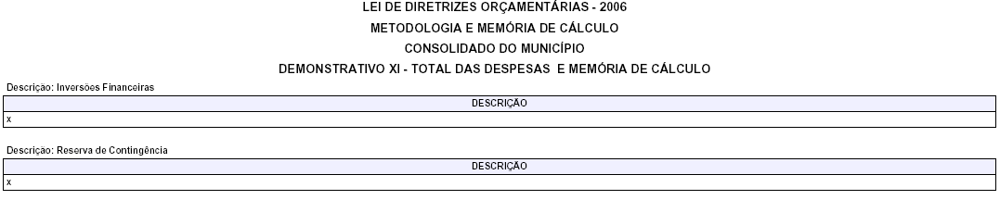 LEI DE DIRETRIZES ORÇAMENTÁRIAS - 2006
METODOLOGIA E MEMÓRIA DE CÁLCULO
CONSOLIDADO DO MUNICÍPIO
DEMONSTRATIVO XI - TOTAL DAS DESPESAS E MEMÓRIA DE CÁLCULO
Descrição: Inversões Financeiras
DESCRIÇÃO
x
Descrição: Reserva de Contingência
DESCRIÇÃO
x